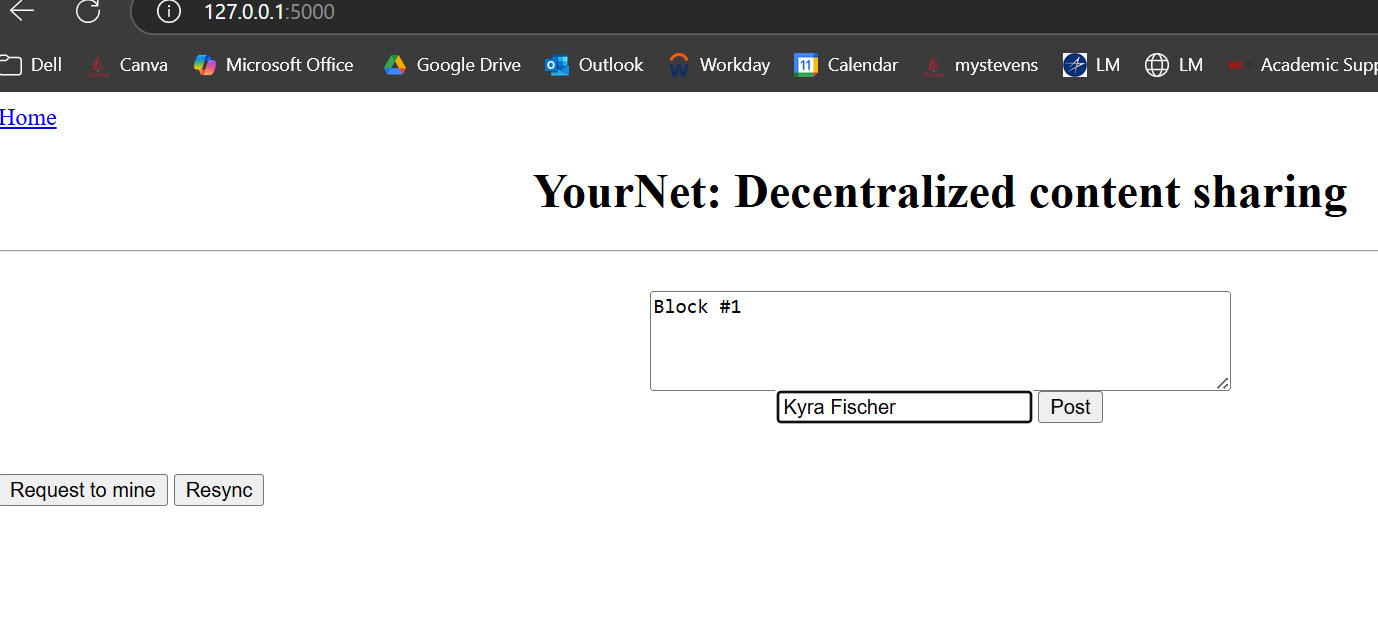 127.0.0.1:5000
Dell Canva Microsoft Office Google Drive Outlook Workday 11 Calendar mystevens LM LM Academic Supp
Home
YourNet: Decentralized content sharing
Block #1
Kyra Fischer Post
Request to mine Resync